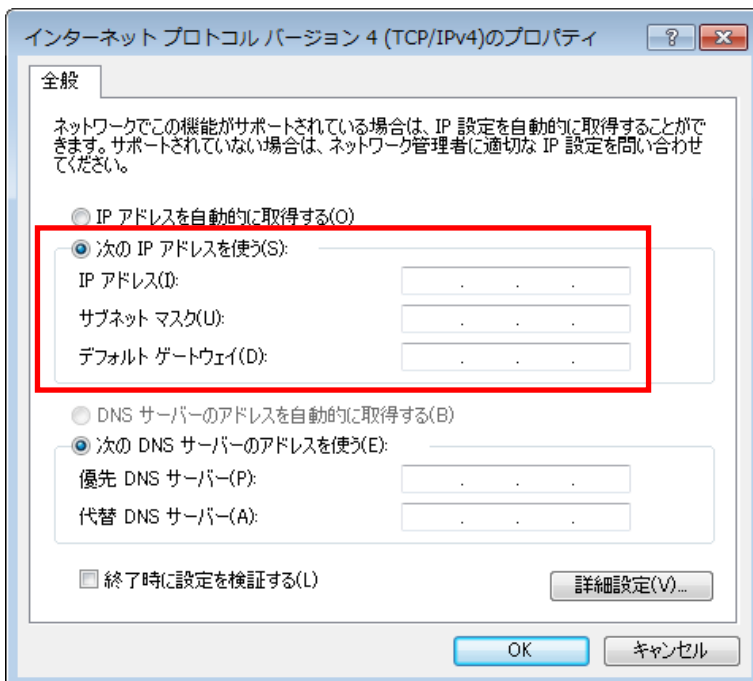 インターネット プロトコル バージョン 4 (TCP/IPv4)のプロパティ
全般
ネットワークでこの機能がサポートされている場合は、IP 設定を自動的に取得することがで
きます。サポートされていない場合は、ネットワーク管理者に適切な IP 設定を問い合わせ
てください。
IP アドレスを自動的に取得する(O)
次の IP アドレスを使う(S):
IP アドレス(I):
サブネット マスク(U):
デフォルト ゲートウェイ(D):
DNS サーバーのアドレスを自動的に取得する(B)
次の DNS サーバーのアドレスを使う(E):
優先 DNS サーバー(P):
代替 DNS サーバー(A):
終了時に設定を検証する(L)
詳細設定(V)...
OK キャンセル